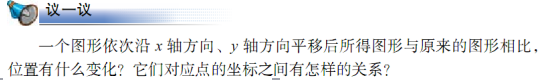 议一议
一个图形依次沿 x 轴方向、y 轴方向平移后所得图形与原来的图形相比，
位置有什么变化？它们对应点的坐标之间有怎样的关系？